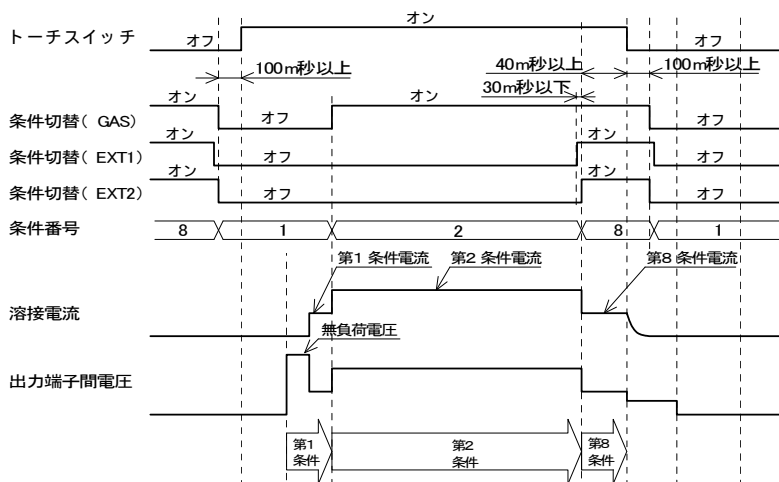 オン
トーチスイッチ
オフ
オフ
100m秒以上
40m秒以上
100m秒以上
30m秒以下
オン
オン
条件切替( GAS)
オフ
オフ
オン
オン
条件切替( EXT1)
オフ
オフ
オン
オン
条件切替( EXT2)
オフ
オフ
条件番号
8
1
2
8
1
第1 条件電流
第2 条件電流
第8 条件電流
溶接電流
無負荷電圧
出力端子間電圧
第1
条件
第2
条件
第8
条件